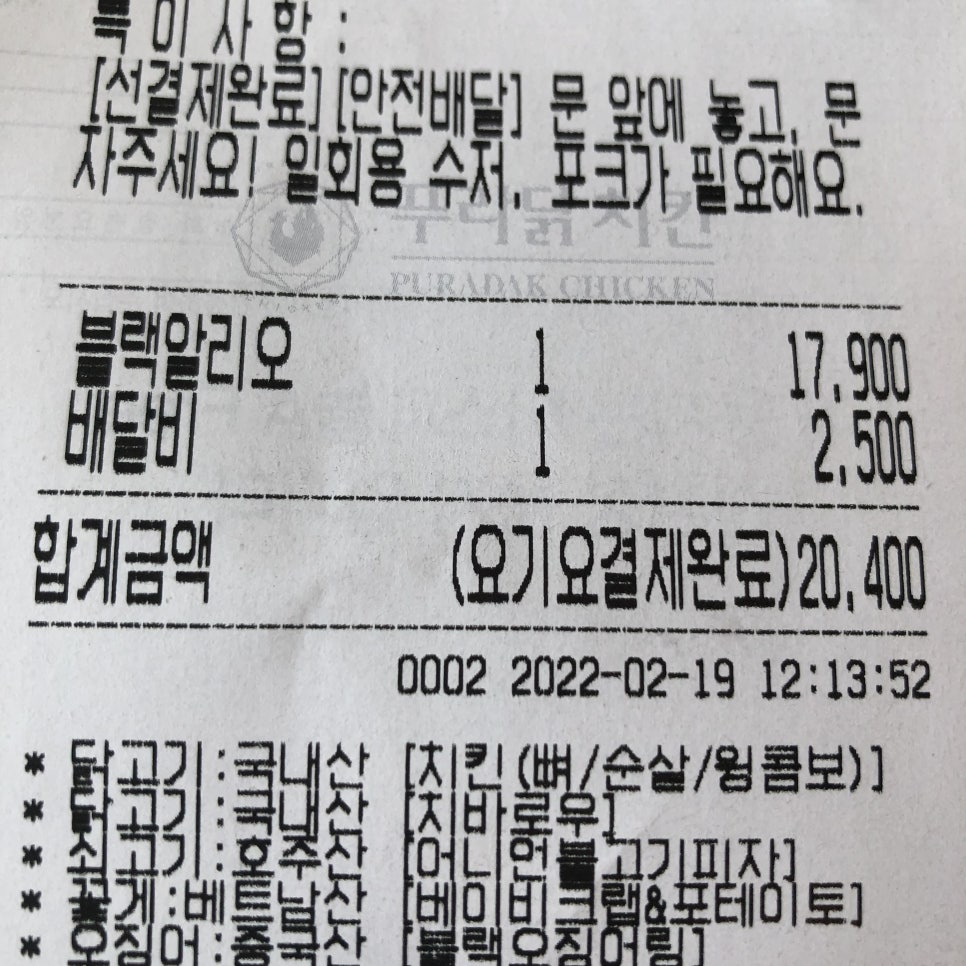 특이사항 :
[선결제완료] [안전배달] 문 앞에 놓고, 문
자주세요! 일회용 수저, 포크가 필요해요.
푸라닭 치킨
PURADAK CHICKEN
블랙알리오 1 17,900
배달비 1 2,500
합계금액 (요기요결제완료)20,400
0002 2022-02-19 12:13:52
* 닭고기:국내산 [치킨(뼈/순살/윙콤보)]
* 닭고기:국내산 [치바로우]
* 소고기:호주산 [어니언불고기피자]
* 꽃게:베트남산 [베이비크랩&포테이토]
* 오징어:중국산 [블랙오징어링]